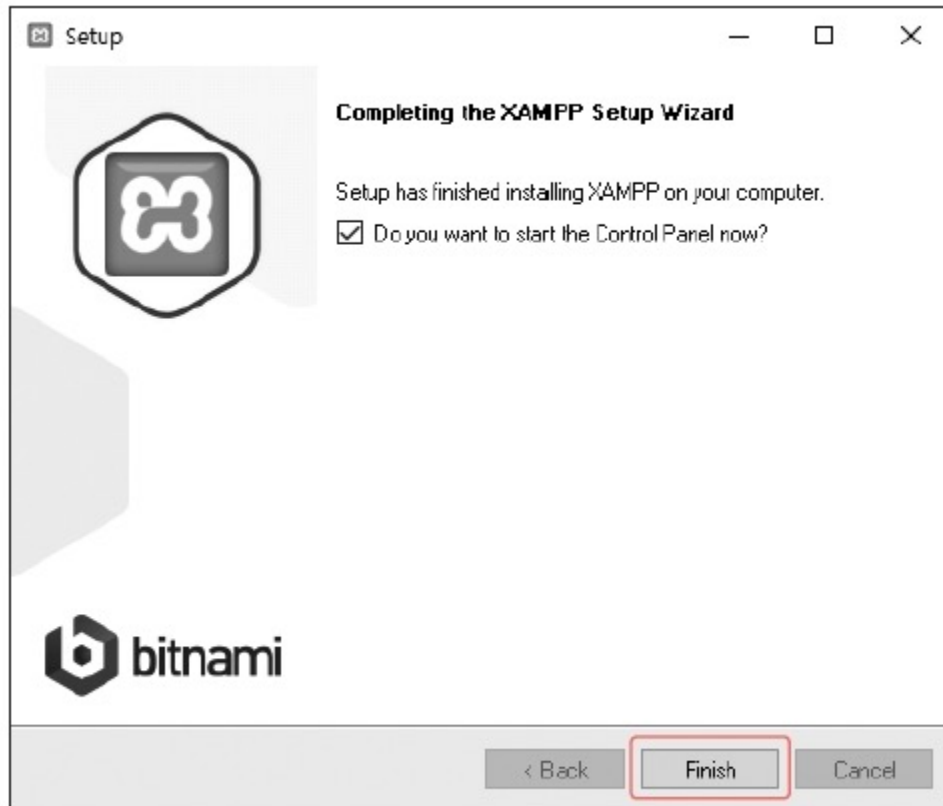 Setup
Completing the XAMPP Setup Wizard
Setup has finished installing XAMPP on your computer.
Do you want to start the Control Panel now?
bitnami
< Back
Finish
Cancel